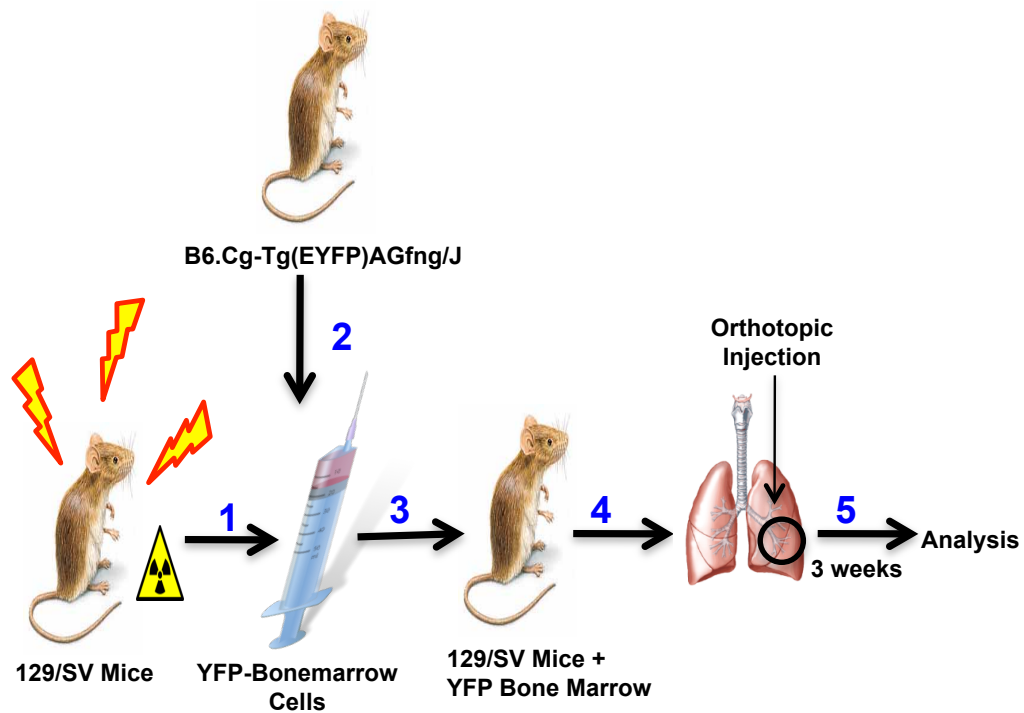 B6.Cg-Tg(EYFP)AGfng/J
2
Orthotopic
Injection
1
3
4
5
Analysis
3 weeks
129/SV Mice
YFP-Bonemarrow
Cells
129/SV Mice +
YFP Bone Marrow